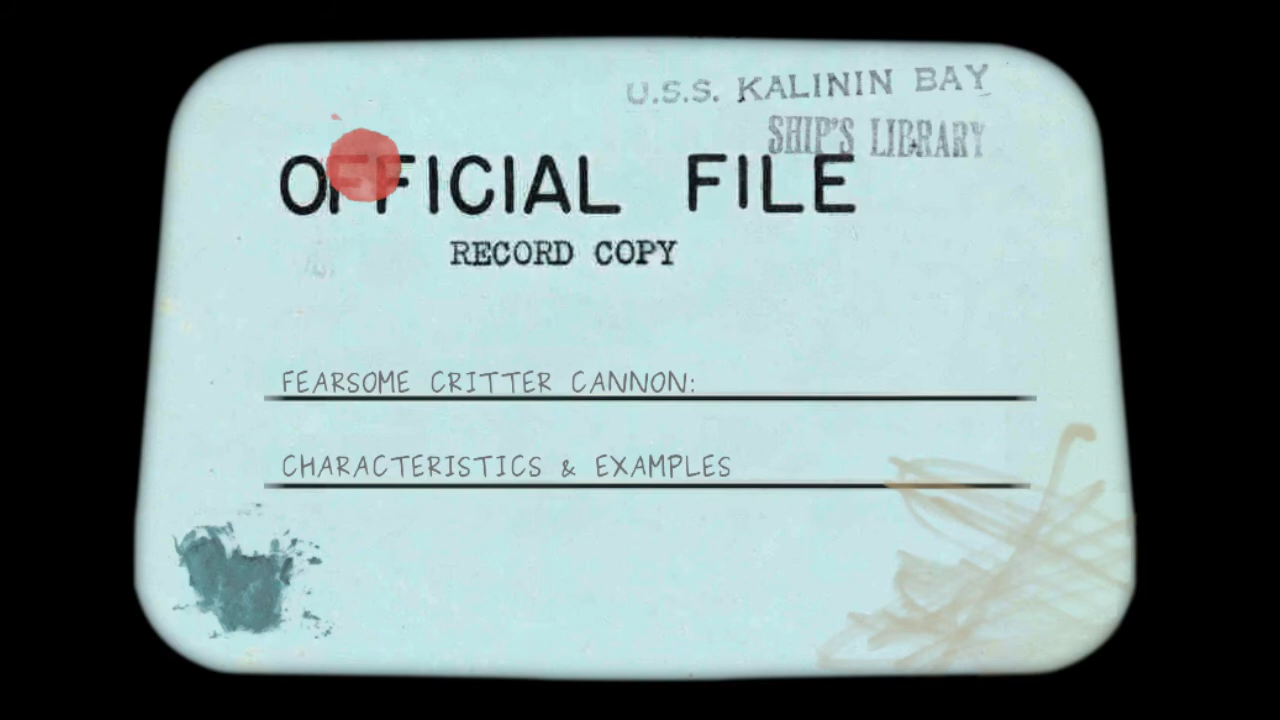 U.S.S. KALININ BAY
SHIP'S LIBRARY
OFFICIAL FILE
RECORD COPY
FEARSOME CRITTER CANNON:
CHARACTERISTICS & EXAMPLES